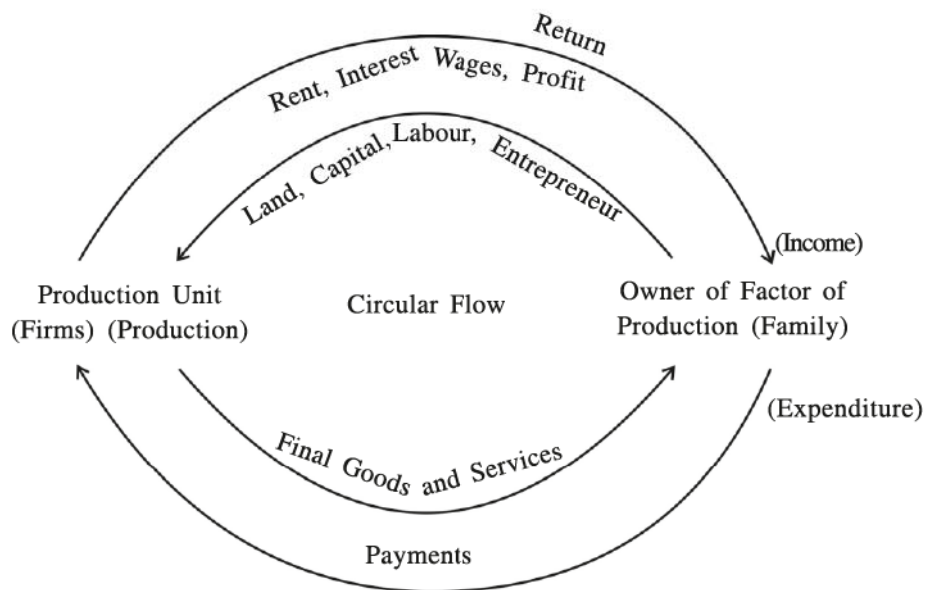 Return
Rent, Interest Wages, Profit
Land, Capital, Labour, Entrepreneur
(Income)
Production Unit
(Firms) (Production)
Circular Flow
Owner of Factor of
Production (Family)
(Expenditure)
Final Goods and Services
Payments